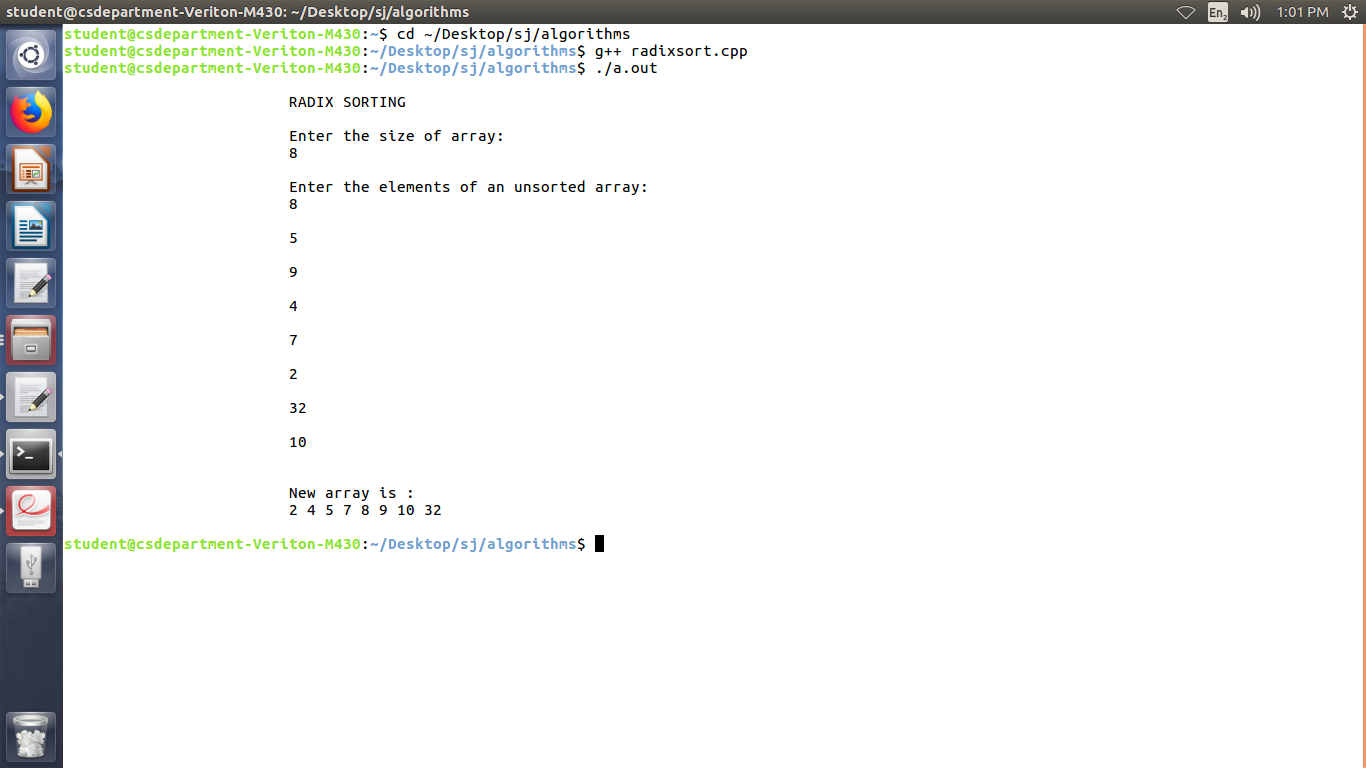 student@csdepartment-Veriton-M430: ~/Desktop/sj/algorithms
En2 1:01 PM
student@csdepartment-Veriton-M430:~$ cd ~/Desktop/sj/algorithms
student@csdepartment-Veriton-M430:~/Desktop/sj/algorithms$ g++ radixsort.cpp
student@csdepartment-Veriton-M430:~/Desktop/sj/algorithms$ ./a.out
RADIX SORTING
Enter the size of array:
8
Enter the elements of an unsorted array:
8
5
9
4
7
2
32
10
New array is :
2 4 5 7 8 9 10 32
student@csdepartment-Veriton-M430:~/Desktop/sj/algorithms$